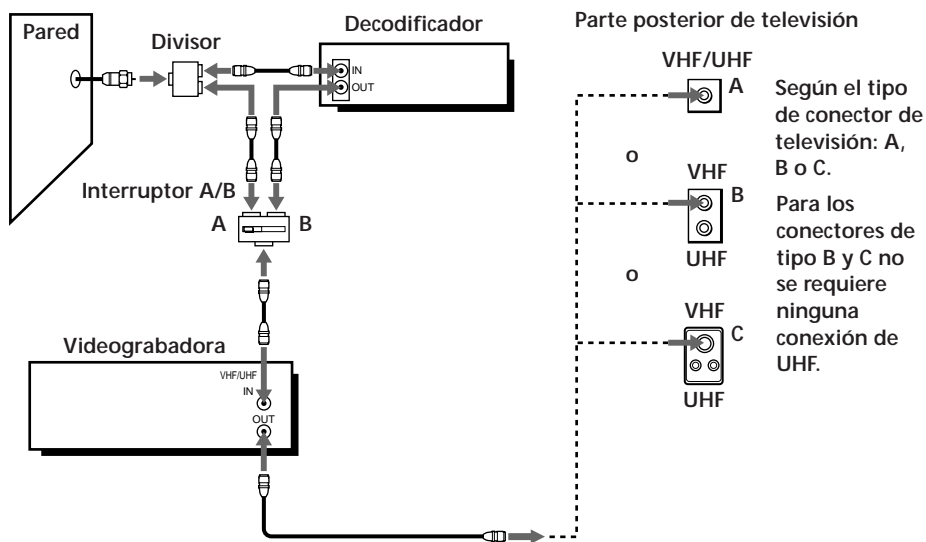 Pared
Divisor
Decodificador
IN
OUT
Interruptor A/B
A
B
Videograbadora
VHF/UHF
IN
OUT
Parte posterior de televisión
VHF/UHF
A
o
VHF
B
UHF
o
VHF
C
UHF
Según el tipo
de conector de
televisión: A,
B o C.
Para los
conectores de
tipo B y C no
se requiere
ninguna
conexión de
UHF.